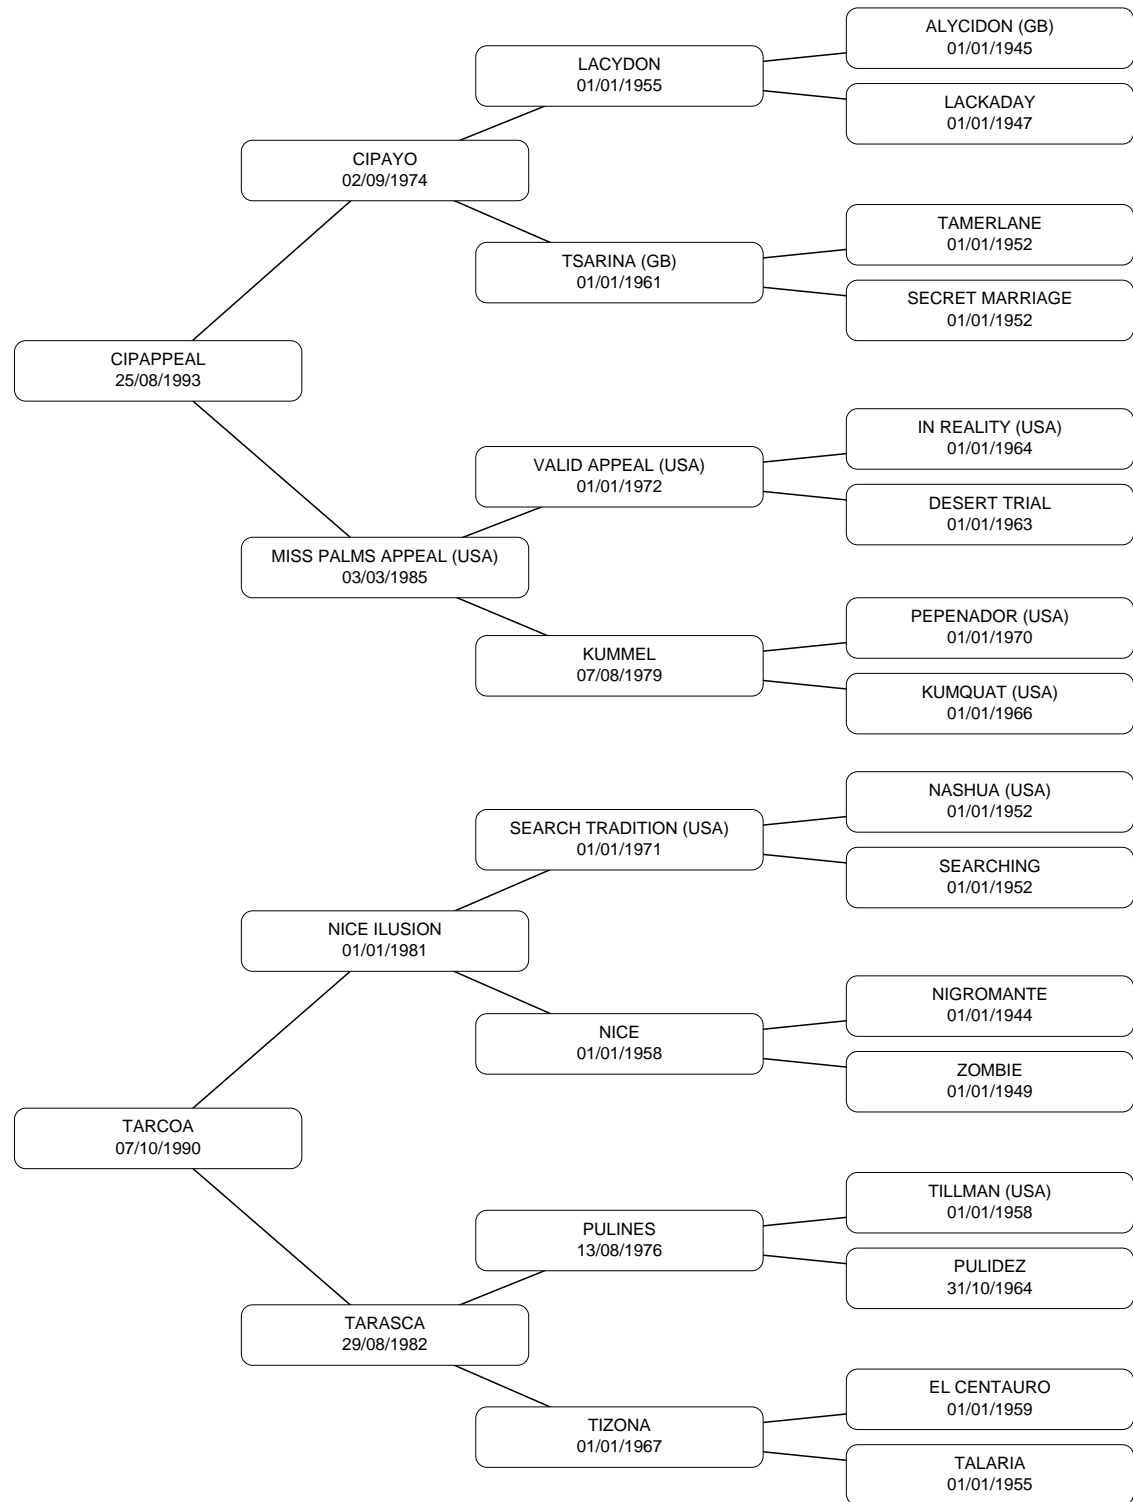 ALYCIDON (GB)
01/01/1945
LACYDON
01/01/1955
LACKADAY
01/01/1947
CIPAYO
02/09/1974
TAMERLANE
01/01/1952
TSARINA (GB)
01/01/1961
SECRET MARRIAGE
01/01/1952
CIPAPPEAL
25/08/1993
IN REALITY (USA)
01/01/1964
VALID APPEAL (USA)
01/01/1972
DESERT TRIAL
01/01/1963
MISS PALMS APPEAL (USA)
03/03/1985
PEPENADOR (USA)
01/01/1970
KUMMEL
07/08/1979
KUMQUAT (USA)
01/01/1966
NASHUA (USA)
01/01/1952
SEARCH TRADITION (USA)
01/01/1971
SEARCHING
01/01/1952
NICE ILUSION
01/01/1981
NIGROMANTE
01/01/1944
NICE
01/01/1958
ZOMBIE
01/01/1949
TARCOA
07/10/1990
TILLMAN (USA)
01/01/1958
PULINES
13/08/1976
PULIDEZ
31/10/1964
TARASCA
29/08/1982
EL CENTAURO
01/01/1959
TIZONA
01/01/1967
TALARIA
01/01/1955